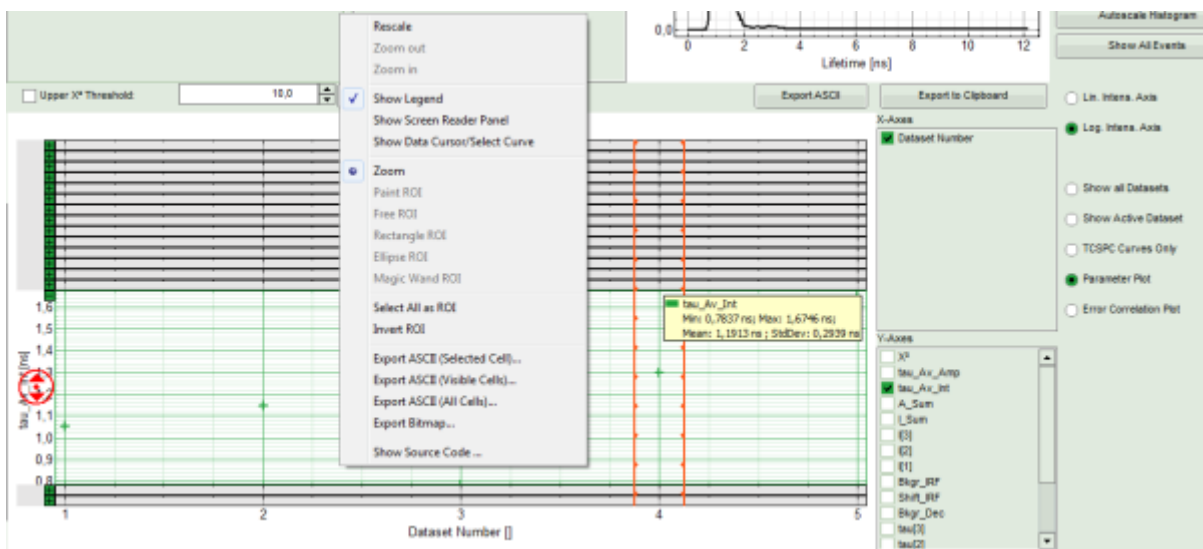 Rescale
Zoom out
Zoom in
Show Legend
Show Screen Reader Panel
Show Data Cursor/Select Curve
Zoom
Paint ROI
Free ROI
Rectangle ROI
Ellipse ROI
Magic Wand ROI
Select All as ROI
Invert ROI
Export ASCII (Selected Cell)...
Export ASCII (Visible Cells)...
Export ASCII (All Cells)...
Export Bitmap...
Show Source Code ...
0,0
0 2 4 6 8 10 12
Lifetime [ns]
Autoscale Histogram
Show All Events
Upper X² Threshold:
10,0
Export ASCII
Export to Clipboard
Lin. Intens. Axis
Log. Intens. Axis
X-Axes
Dataset Number
Show all Datasets
Show Active Dataset
TCSPC Curves Only
Parameter Plot
Error Correlation Plot
1,6
1,5
1,4
1,1
1,0
0,9
0,8
1 2 3 4 5
Dataset Number []
tau_Av_Int
Min: 0,7837 ns; Max: 1,6746 ns;
Mean: 1,1913 ns ; StdDev: 0,2939 ns
Y-Axes
X²
tau_Av_Amp
tau_Av_Int
A_Sum
I_Sum
I[3]
I[2]
I[1]
Bkgr_IRF
Shift_IRF
Bkgr_Dec
tau[3]
tau[2]